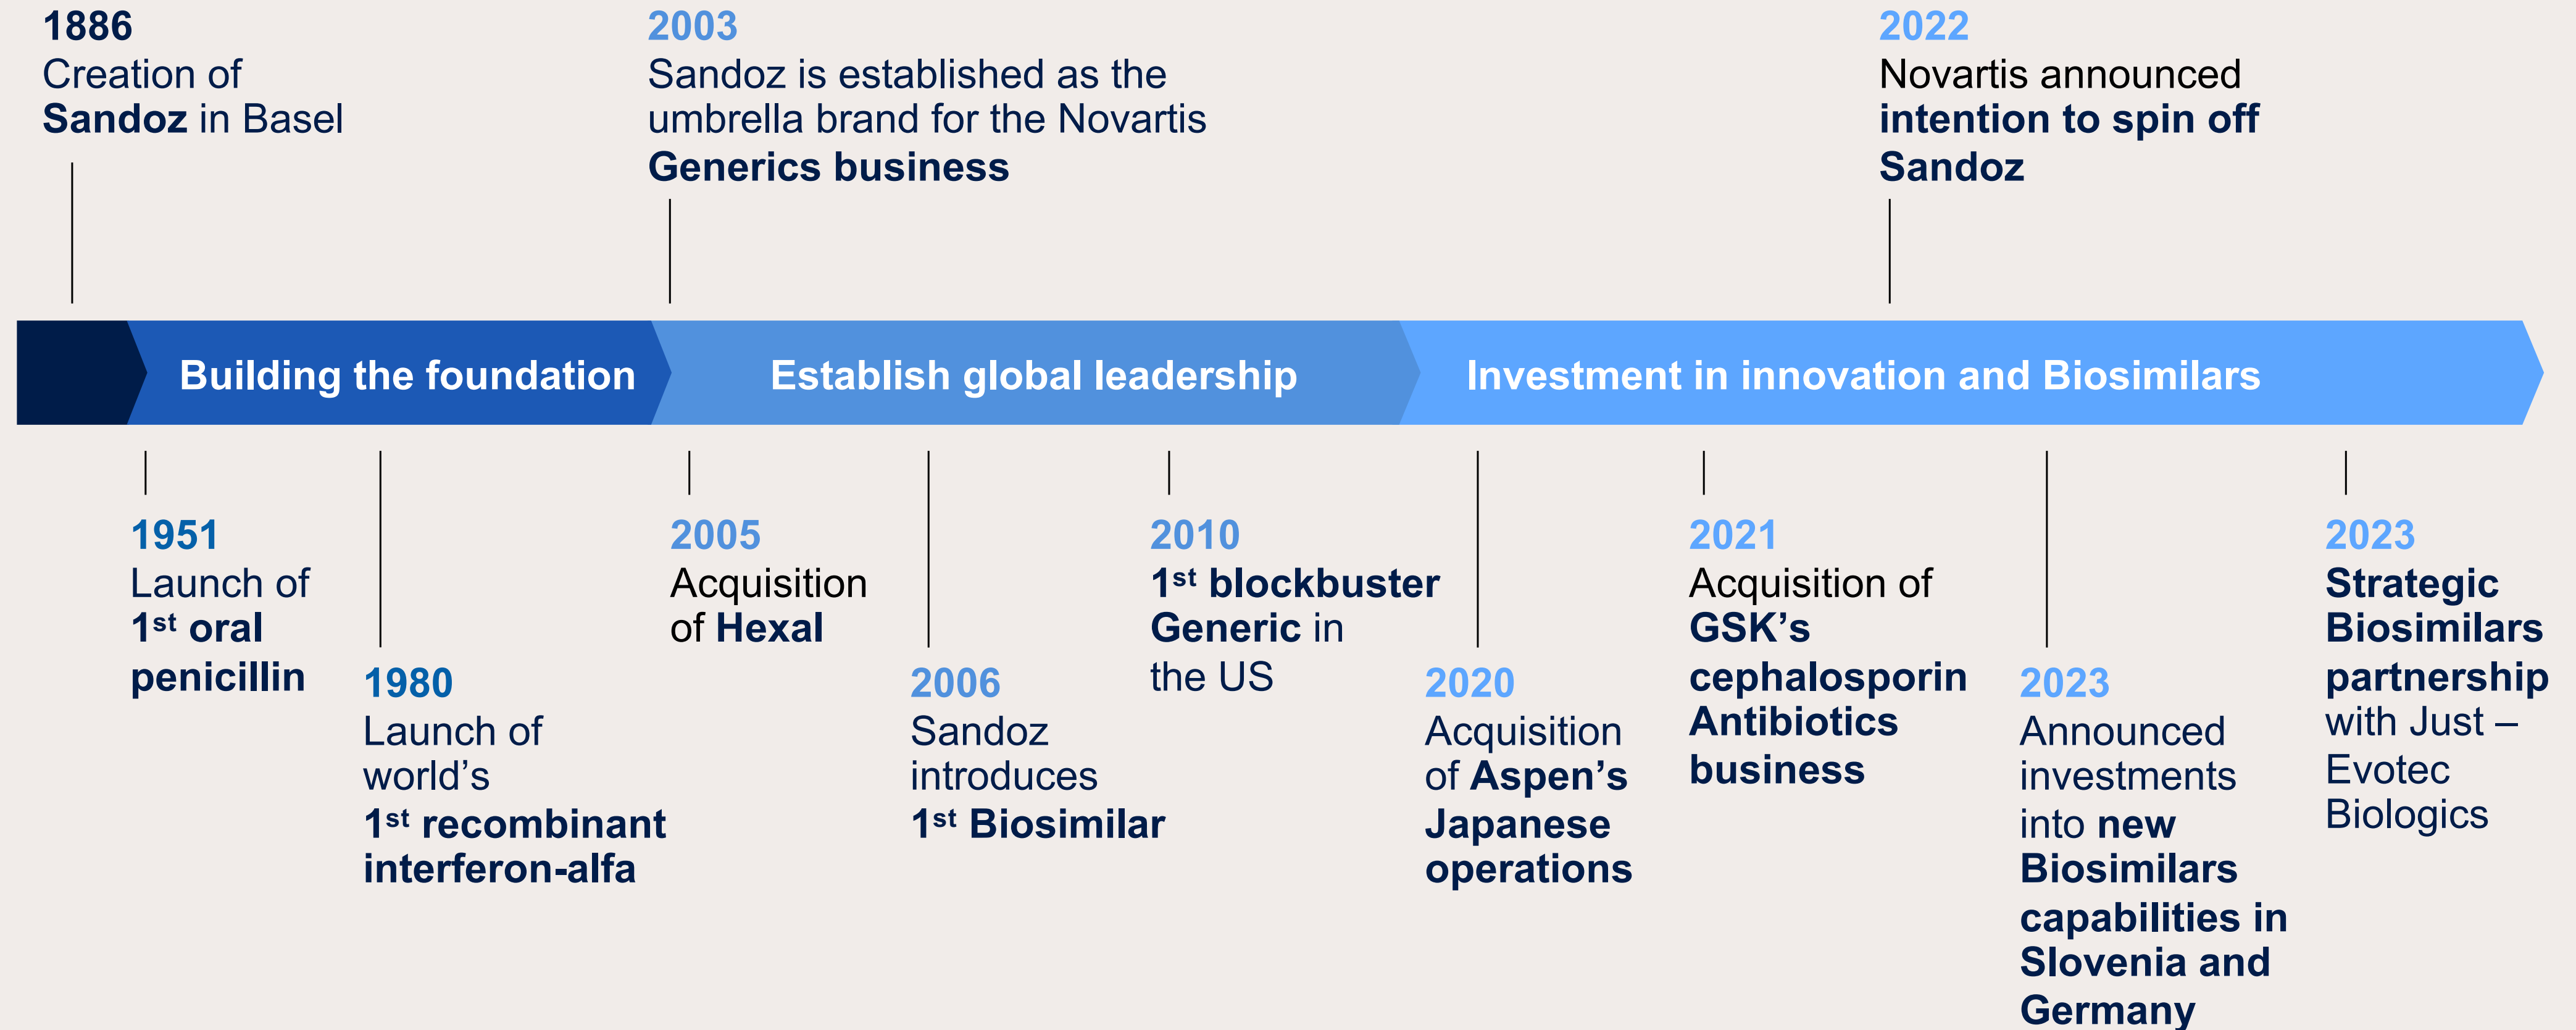 1886
Creation of
Sandoz in Basel
2003
Sandoz is established as the
umbrella brand for the Novartis
Generics business
2022
Novartis announced
intention to spin off
Sandoz
Building the foundation
Establish global leadership
Investment in innovation and Biosimilars
1951
Launch of
1st oral
penicillin
1980
Launch of
world’s
1st recombinant
interferon-alfa
2005
Acquisition
of Hexal
2006
Sandoz
introduces
1st Biosimilar
2010
1st blockbuster
Generic in
the US
2020
Acquisition
of Aspen’s
Japanese
operations
2021
Acquisition of
GSK’s
cephalosporin
Antibiotics
business
2023
Announced
investments
into new
Biosimilars
capabilities in
Slovenia and
Germany
2023
Strategic
Biosimilars
partnership
with Just –
Evotec
Biologics